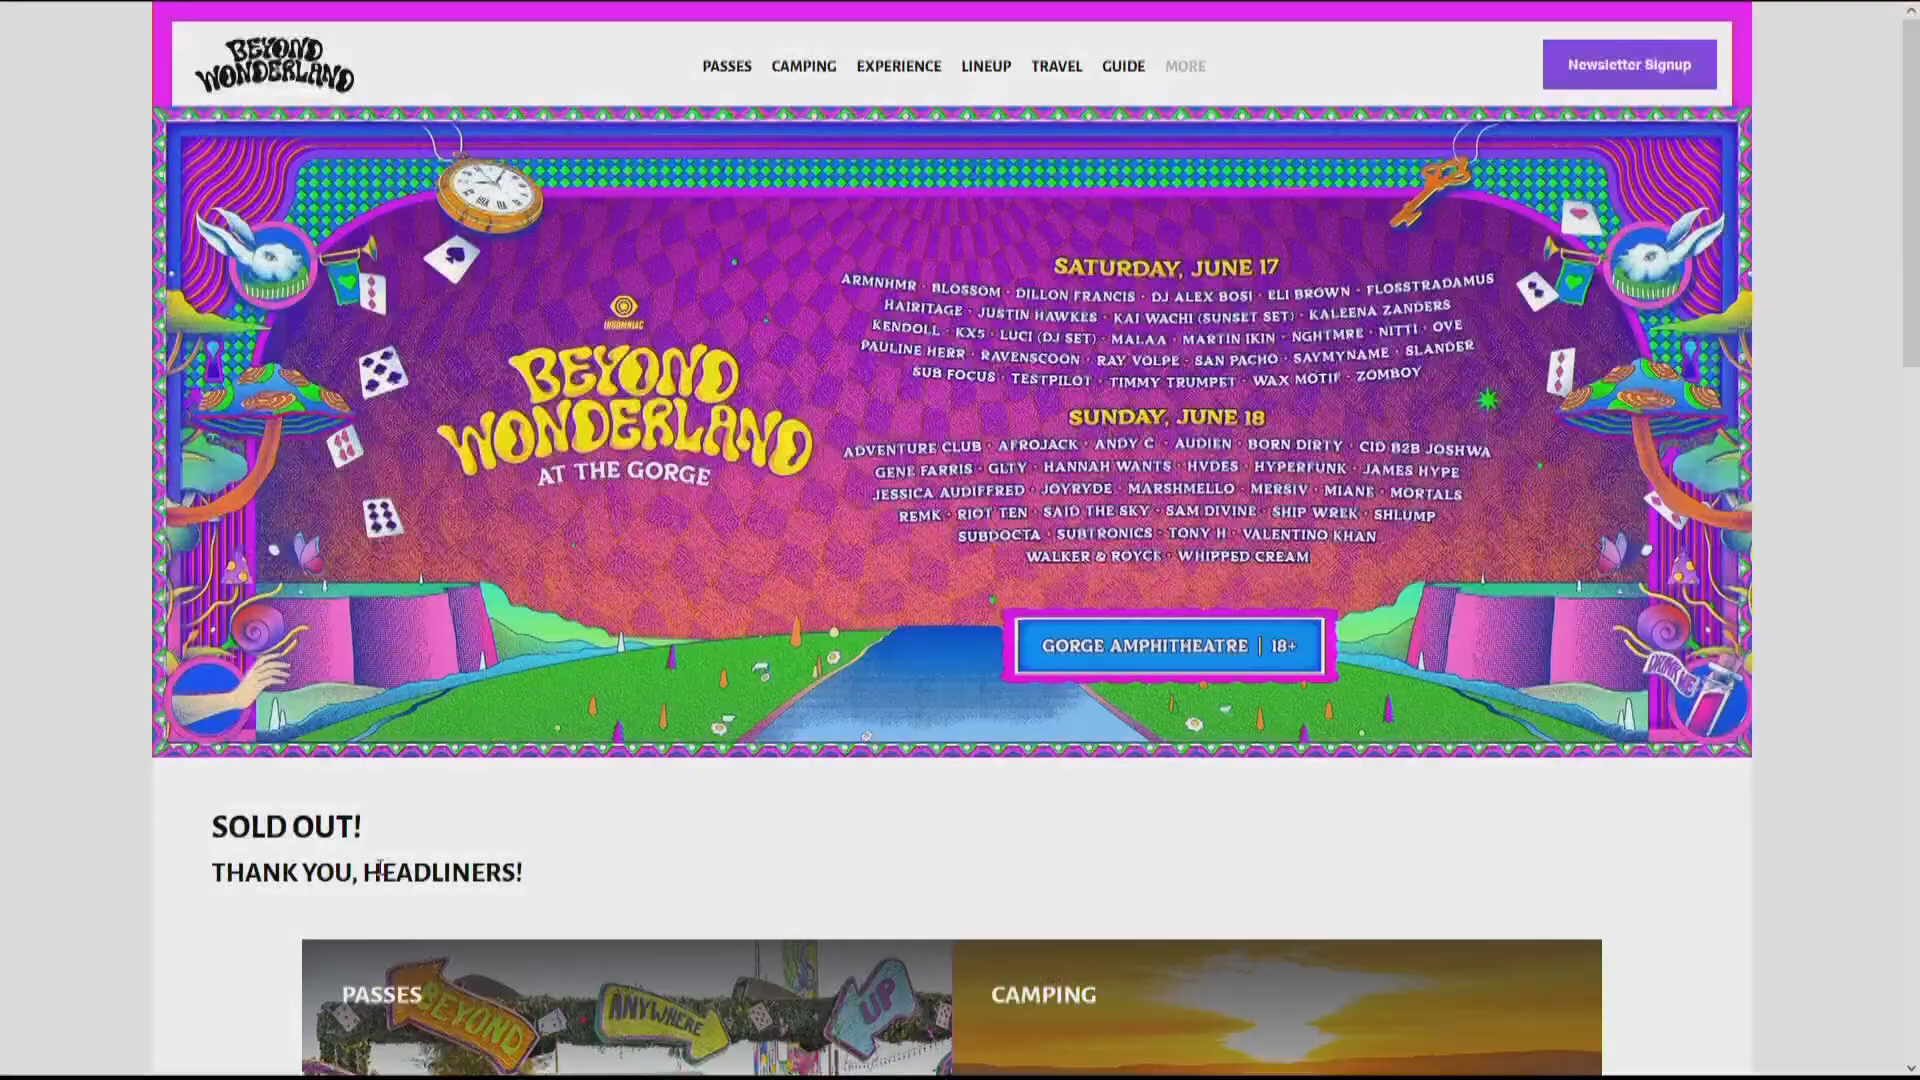 BEYOND
WONDERLAND
PASSES CAMPING EXPERIENCE LINEUP TRAVEL GUIDE MORE
Newsletter Signup
INSOMNIAC
BEYOND
WONDERLAND
AT THE GORGE
SATURDAY, JUNE 17
ARMNHMR · BLOSSOM · DILLON FRANCIS · DJ ALEX BOSI · ELI BROWN · FLOSSTRADAMUS
HAIRITAGE · JUSTIN HAWKES · KAI WACHI (SUNSET SET) · KALEENA ZANDERS
KENDOLL · KX5 · LUCI (DJ SET) · MALAA · MARTIN IKIN · NGHTMRE · NITTI · OVE
PAULINE HERR · RAVENSCOON · RAY VOLPE · SAN PACHO · SAYMYNAME · SLANDER
SUB FOCUS · TESTPILOT · TIMMY TRUMPET · WAX MOTIF · ZOMBOY
SUNDAY, JUNE 18
ADVENTURE CLUB · AFROJACK · ANDY C · AUDIEN · BORN DIRTY · CID B2B JOSHWA
GENE FARRIS · GLTY · HANNAH WANTS · HVDES · HYPERFUNK · JAMES HYPE
JESSICA AUDIFFRED · JOYRYDE · MARSHMELLO · MERSIV · MIANE · MORTALS
REMK · RIOT TEN · SAID THE SKY · SAM DIVINE · SHIP WREK · SHLUMP
SUBDOCTA · SUBTRONICS · TONY H · VALENTINO KHAN
WALKER & ROYCE · WHIPPED CREAM
GORGE AMPHITHEATRE | 18+
DRINK ME
SOLD OUT!
THANK YOU, HEADLINERS!
PASSES
BEYOND
ANYWHERE
UP
CAMPING